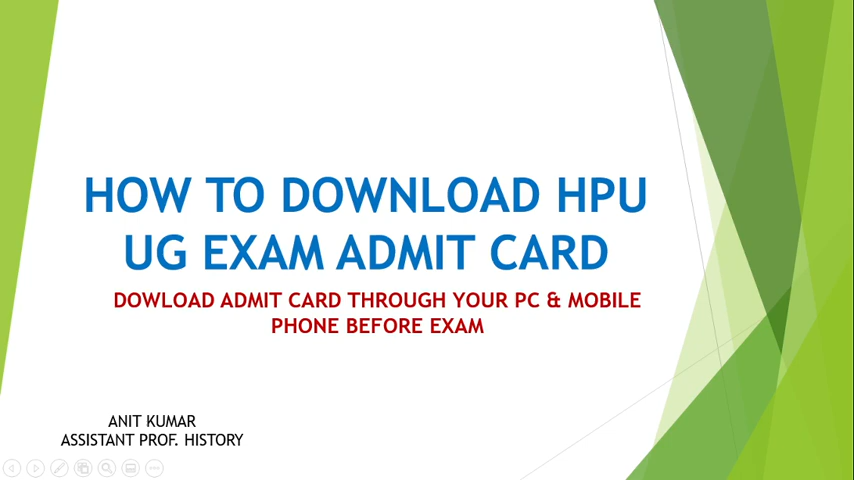 HOW TO DOWNLOAD HPU
UG EXAM ADMIT CARD
DOWLOAD ADMIT CARD THROUGH YOUR PC & MOBILE
PHONE BEFORE EXAM
ANIT KUMAR
ASSISTANT PROF. HISTORY